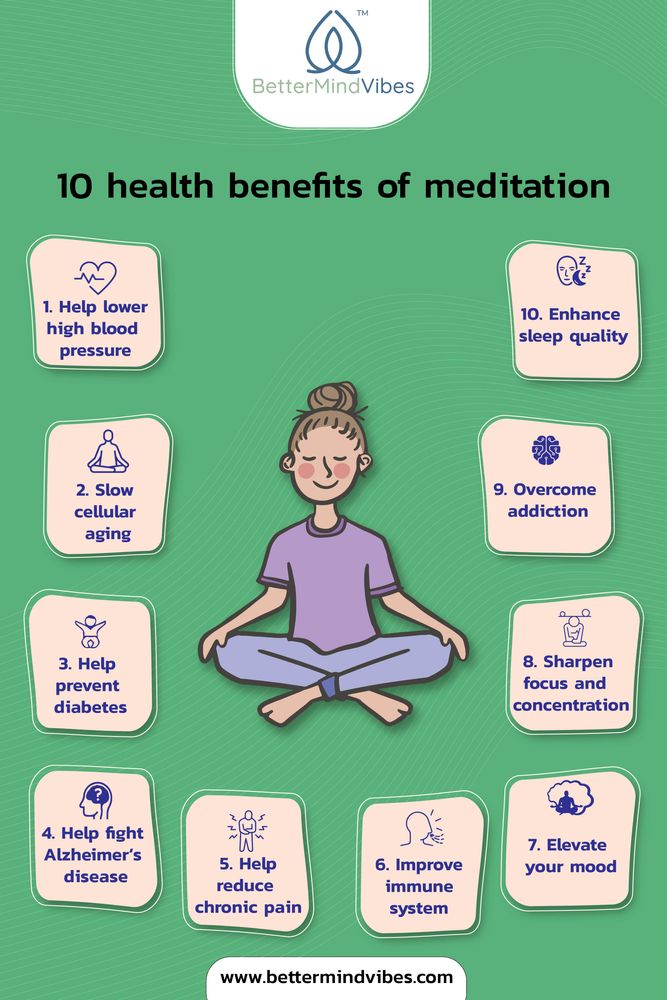 TM
BetterMindVibes
10 health benefits of meditation
1. Help lower
high blood
pressure
2. Slow
cellular
aging
3. Help
prevent
diabetes
?
4. Help fight
Alzheimer's
disease
5. Help
reduce
chronic pain
6. Improve
immune
system
7. Elevate
your mood
8. Sharpen
focus and
concentration
9. Overcome
addiction
Z
Z
Z
10. Enhance
sleep quality
www.bettermindvibes.com